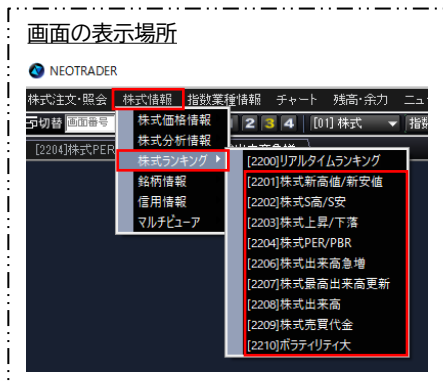 画面の表示場所
NEOTRADER
株式注文・照会 株式情報 指数業種情報 チャート 残高・余力 ニュ
切替 画面番号 1 2 3 4 [01] 株式 指数
[2204]株式PER
株式価格情報
株式分析情報
株式ランキング
銘柄情報
信用情報
マルチビューア
[2200]リアルタイムランキング
[2201]株式新高値/新安値
[2202]株式S高/S安
[2203]株式上昇/下落
[2204]株式PER/PBR
[2206]株式出来高急増
[2207]株式最高出来高更新
[2208]株式出来高
[2209]株式売買代金
[2210]ボラティリティ大